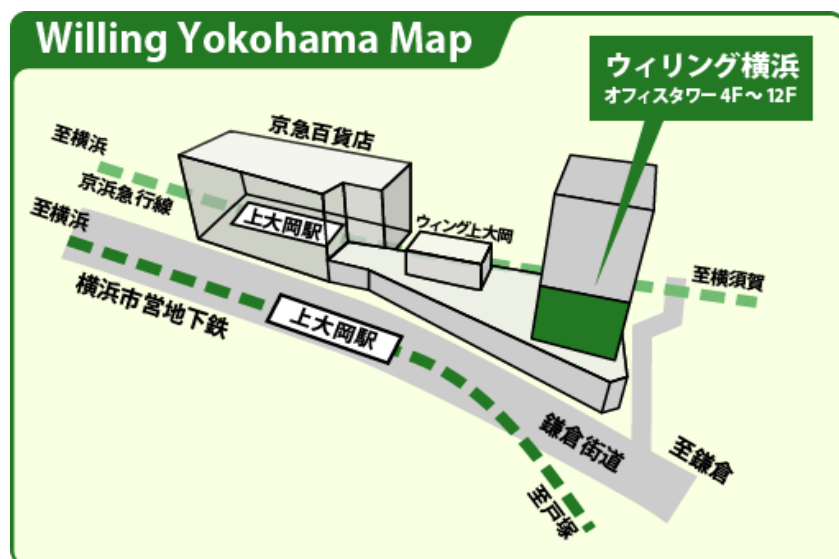 Willing Yokohama Map
ウィリング横浜
オフィスタワー 4F～12F
京急百貨店
至横浜
京浜急行線
上大岡駅
ウィング上大岡
至横浜
至横須賀
横浜市営地下鉄
上大岡駅
鎌倉街道
至鎌倉
至戸塚